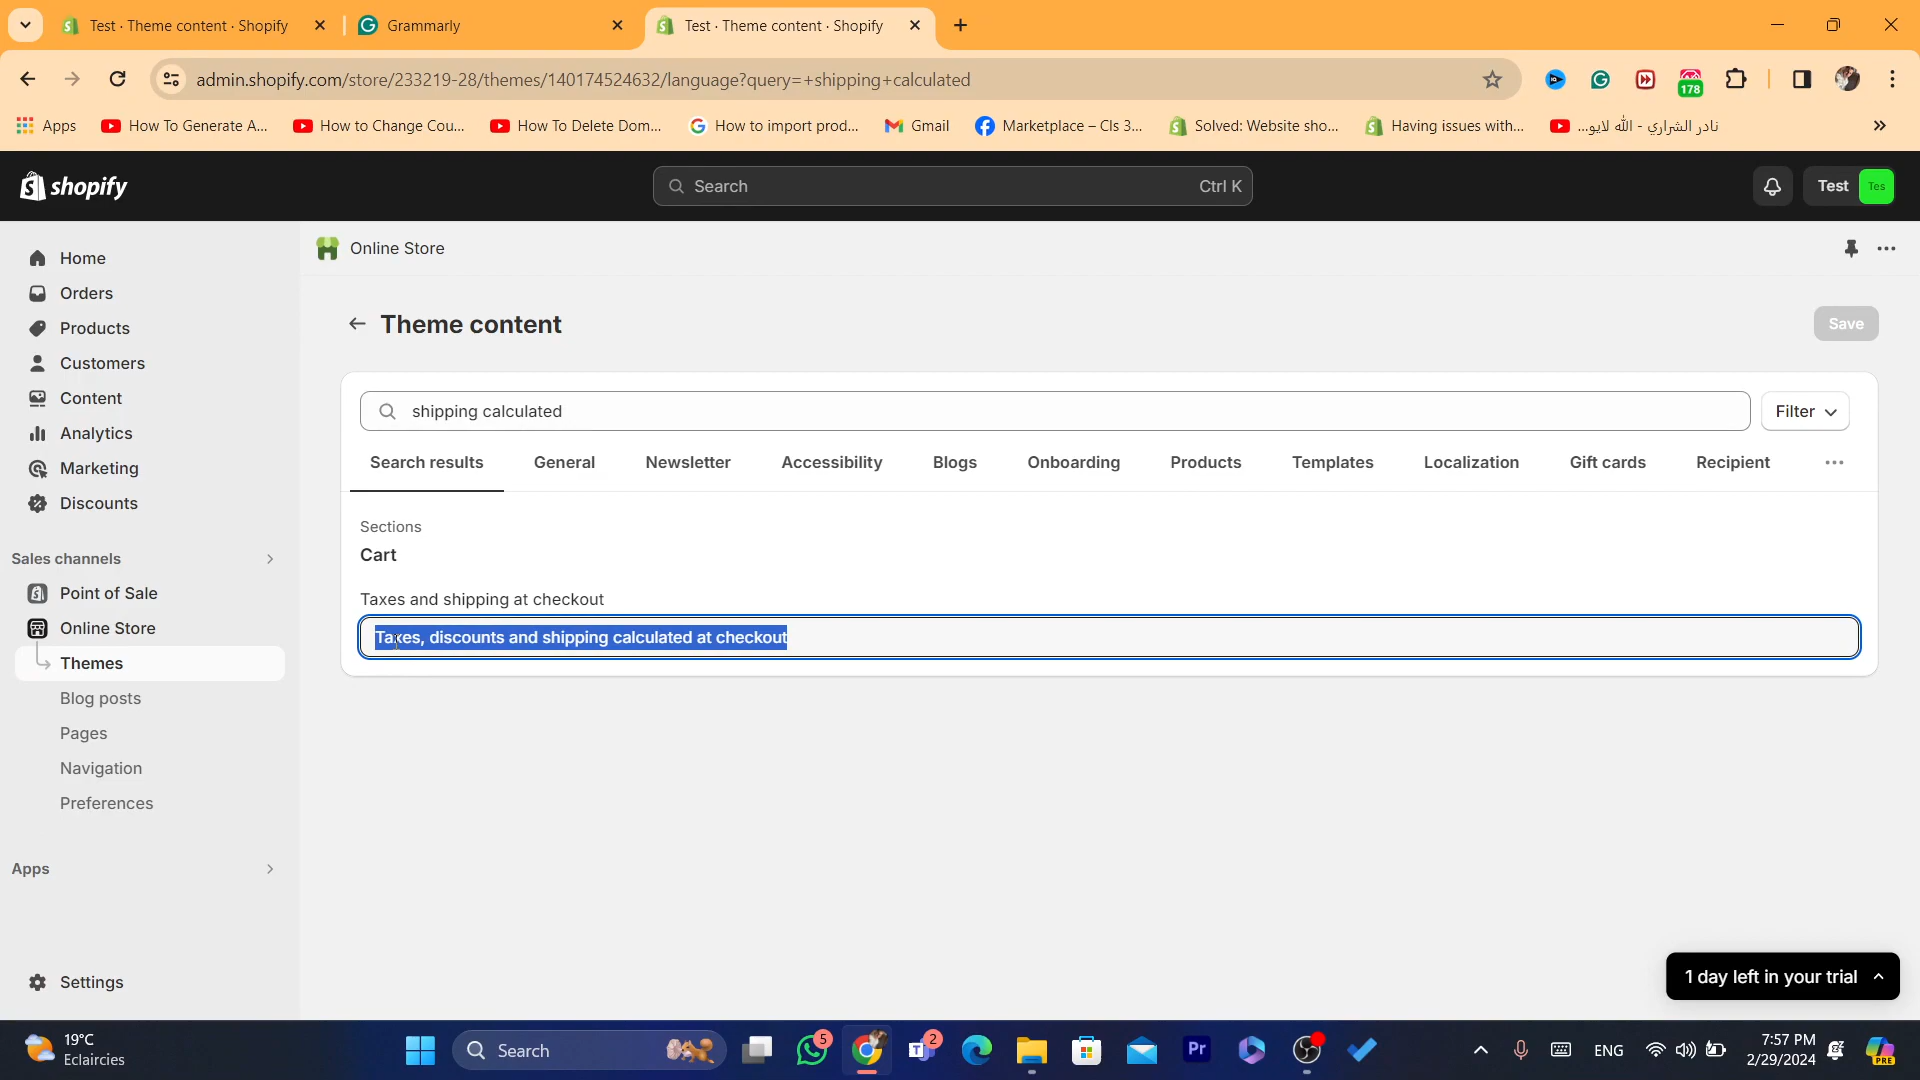 Test · Theme content · Shopify
Grammarly
Test · Theme content · Shopify
admin.shopify.com/store/233219-28/themes/140174524632/language?query=+shipping+calculated
178
Apps
How To Generate A...
How to Change Cou...
How To Delete Dom...
How to import prod...
Gmail
Marketplace – Cls 3...
Solved: Website sho...
Having issues with...
نادر الشراري - الله لايو...
shopify
Search
Ctrl K
Test
Tes
Home
Orders
Products
Customers
Content
Analytics
Marketing
Discounts
Sales channels
Point of Sale
Online Store
Themes
Blog posts
Pages
Navigation
Preferences
Apps
Settings
Online Store
Theme content
Save
shipping calculated
Filter
Search results
General
Newsletter
Accessibility
Blogs
Onboarding
Products
Templates
Localization
Gift cards
Recipient
Sections
Cart
Taxes and shipping at checkout
Taxes, discounts and shipping calculated at checkout
1 day left in your trial
19°C
Eclaircies
Search
5
2
Pr
ENG
7:57 PM
2/29/2024
PRE